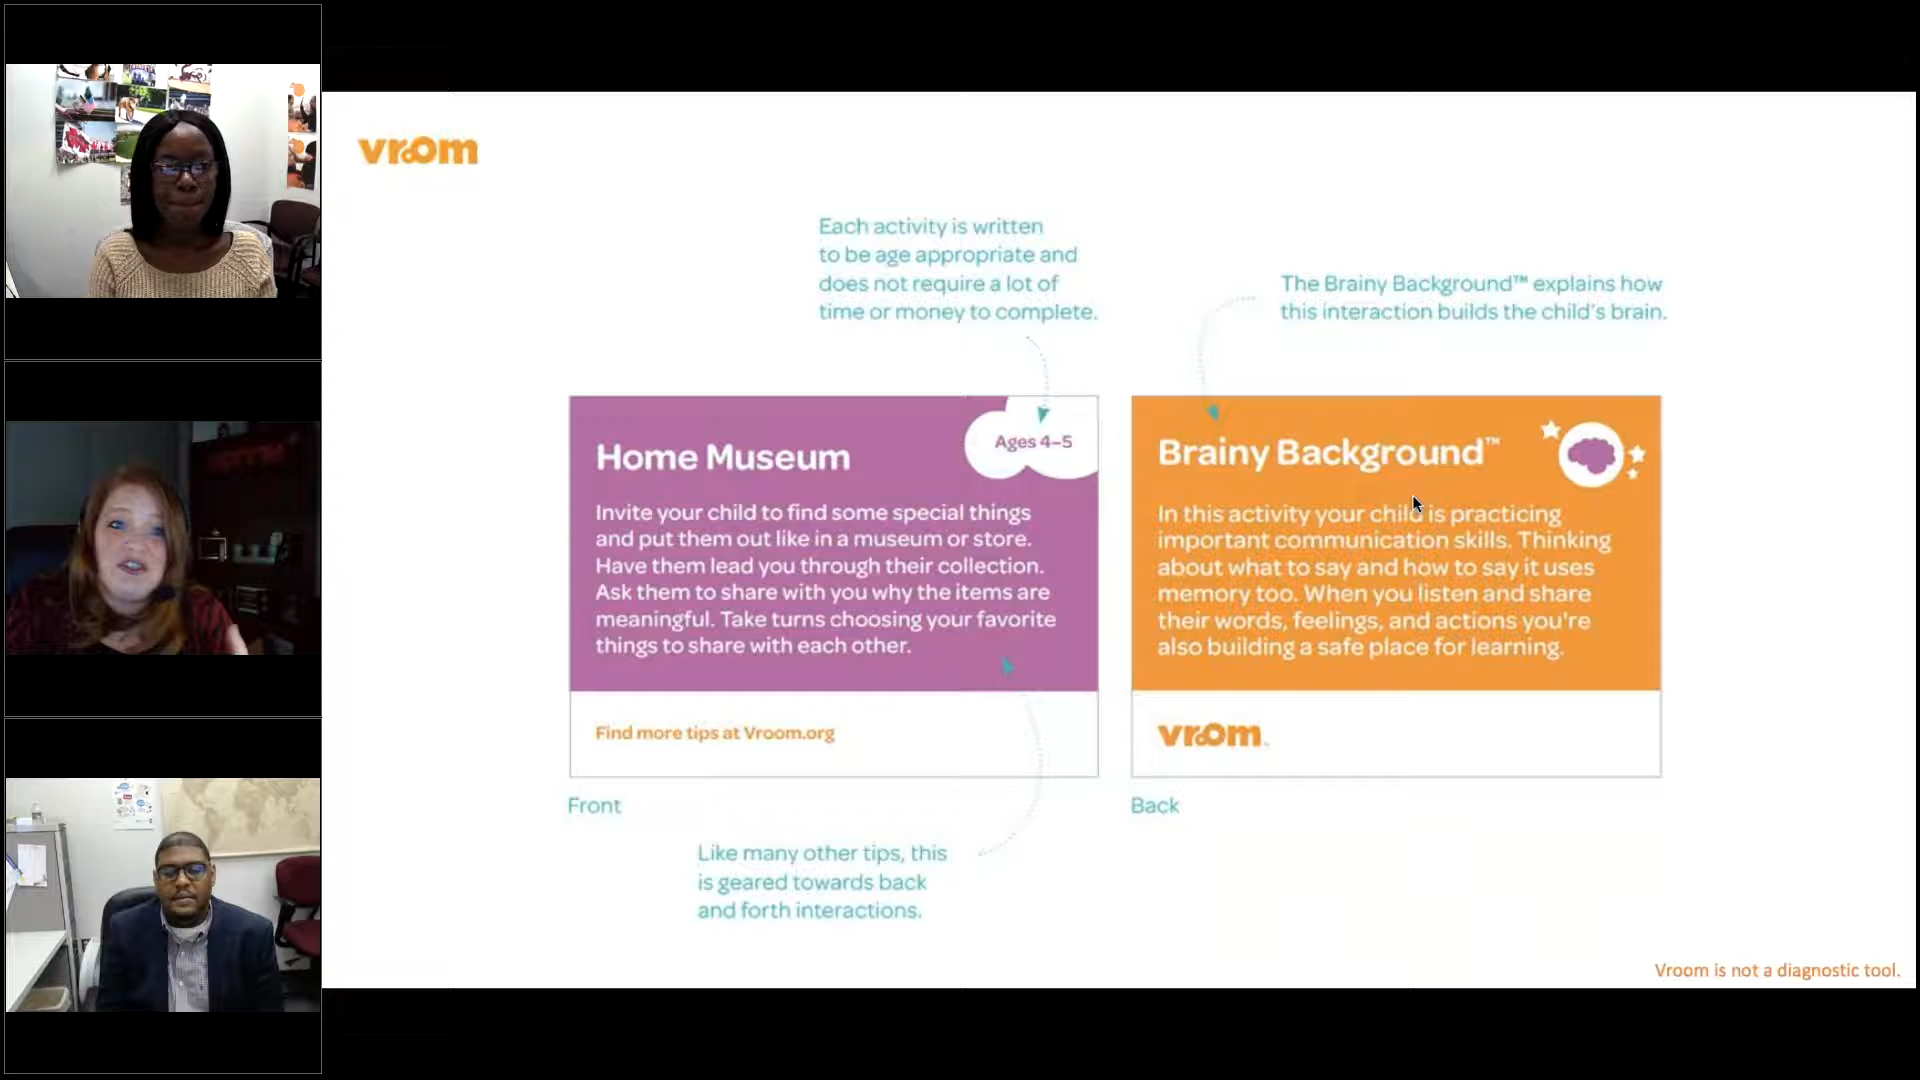 vroom
Each activity is written
to be age appropriate and
does not require a lot of
time or money to complete.
The Brainy Background™ explains how
this interaction builds the child's brain.
Home Museum
Ages 4–5
Invite your child to find some special things
and put them out like in a museum or store.
Have them lead you through their collection.
Ask them to share with you why the items are
meaningful. Take turns choosing your favorite
things to share with each other.
Find more tips at Vroom.org
Front
Brainy Background™
In this activity your child is practicing
important communication skills. Thinking
about what to say and how to say it uses
memory too. When you listen and share
their words, feelings, and actions you're
also building a safe place for learning.
vroom
Back
Like many other tips, this
is geared towards back
and forth interactions.
Vroom is not a diagnostic tool.